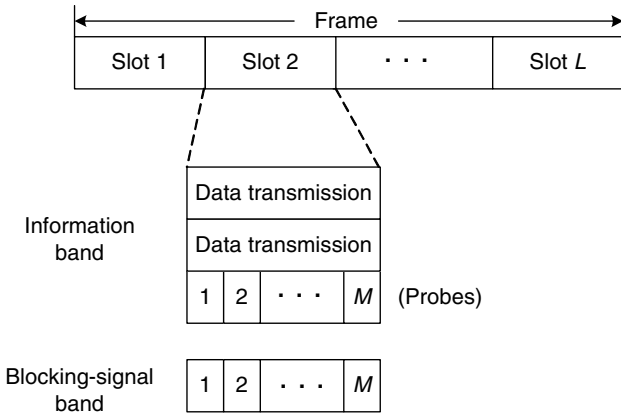 Frame
Slot 1 Slot 2 · · · Slot L
Data transmission
Information
band
Data transmission
1 2 · · · M (Probes)
Blocking-signal
band
1 2 · · · M